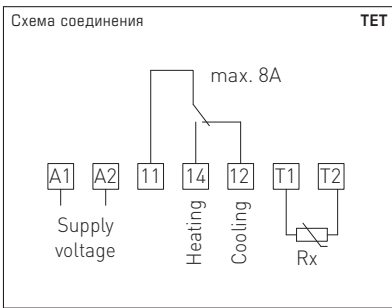 Схема соединения
TET
max. 8A
A1 A2 11 14 12 T1 T2
Supply
voltage
Heating
Cooling
Rx